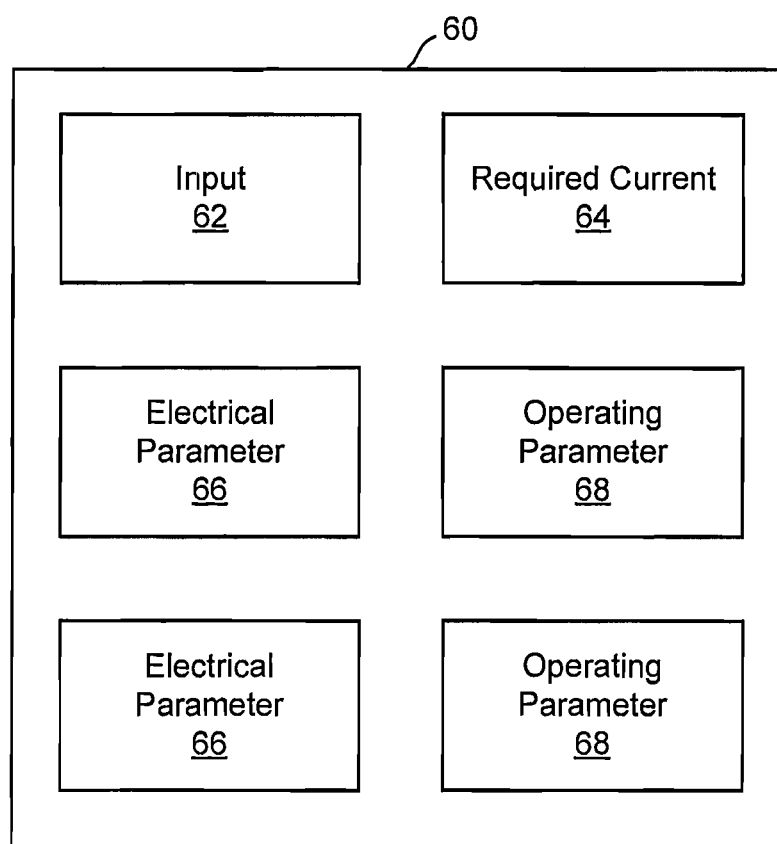 60
Input
62
Required Current
64
Electrical
Parameter
66
Operating
Parameter
68
Electrical
Parameter
66
Operating
Parameter
68